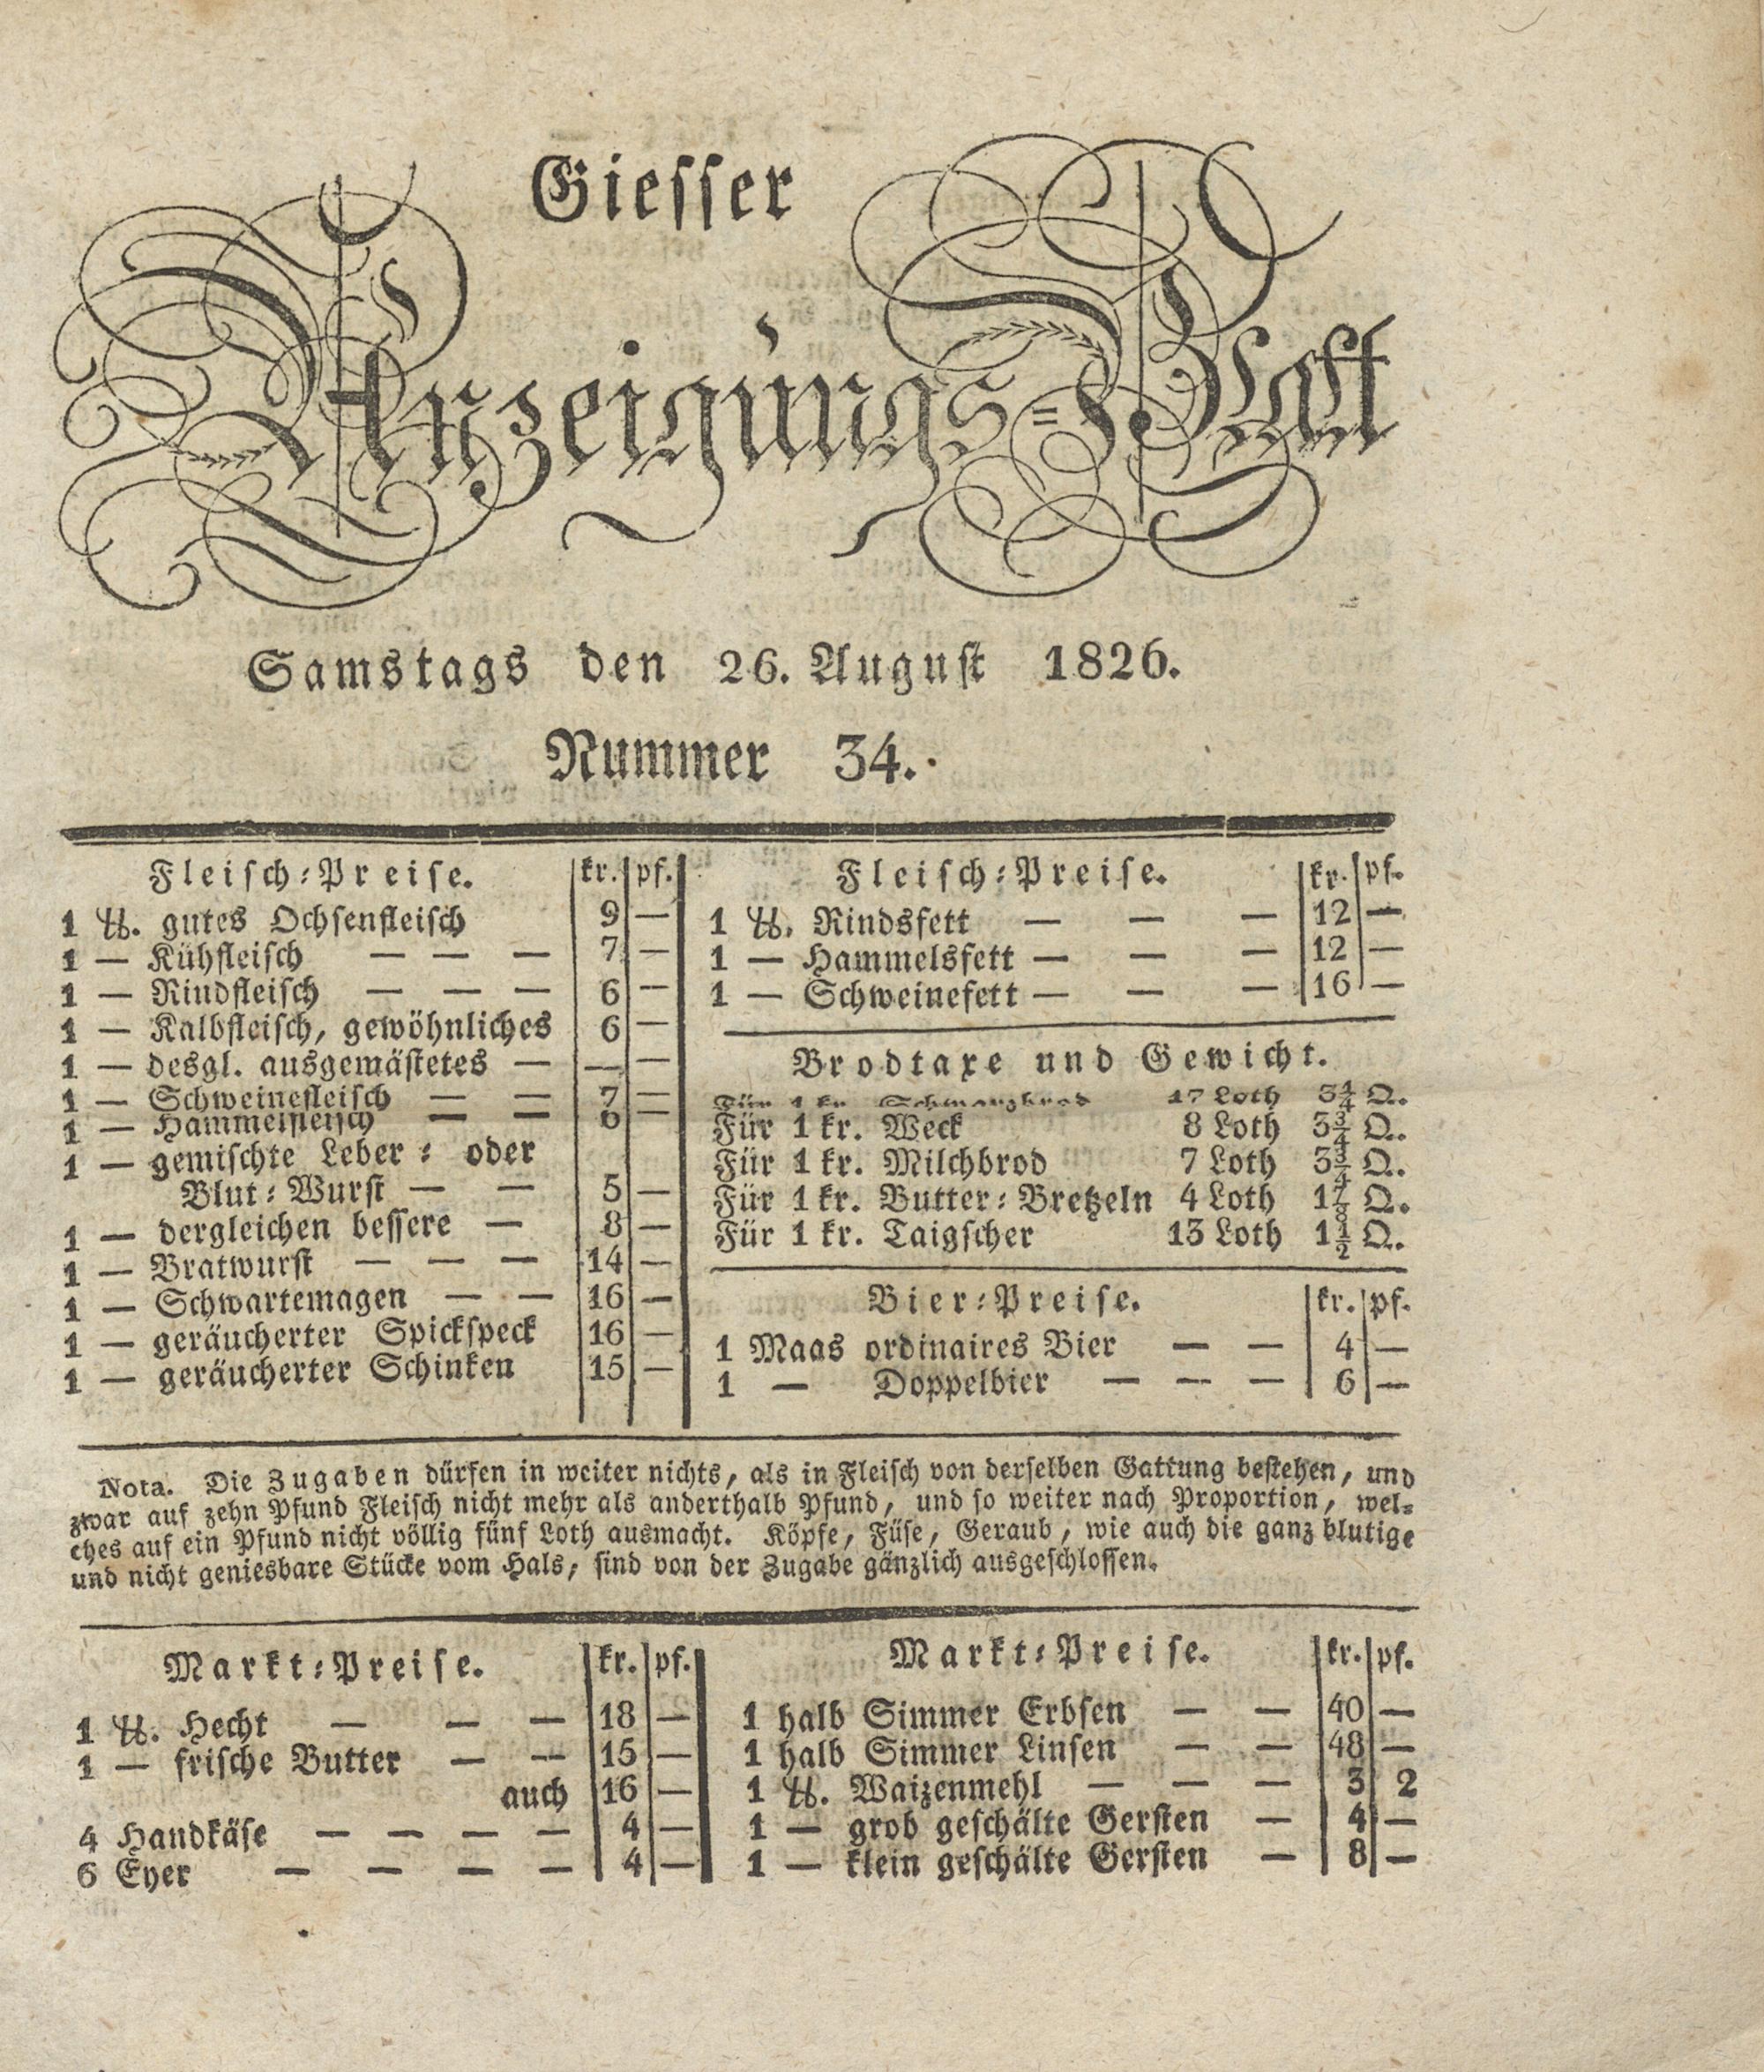 Giesser
Anzeigungs=Blatt
Samstags den 26. August 1826.
Nummer 34.
Fleisch=Preise. kr. pf.
1 ℔. gutes Ochsenfleisch 9 —
1 — Kühfleisch — — — 7 —
1 — Rindfleisch — — — 6 —
1 — Kalbfleisch, gewöhnliches 6 —
1 — desgl. ausgemästetes — — —
1 — Schweinefleisch — — 7 —
1 — Hammelfleisch — — 6 —
1 — gemischte Leber= oder
Blut=Wurst — — 5 —
1 — dergleichen bessere — 8 —
1 — Bratwurst — — — 14 —
1 — Schwartemagen — — 16 —
1 — geräucherter Spickspeck 16 —
1 — geräucherter Schinken 15 —
Fleisch=Preise. kr. pf.
1 ℔. Rindsfett — — — 12 —
1 — Hammelsfett — — — 12 —
1 — Schweinefett — — — 16 —
Brodtaxe und Gewicht.
Für 1 kr. Schwarzbrod 17 Loth 3¼ Q.
Für 1 kr. Weck 8 Loth 3¾ Q.
Für 1 kr. Milchbrod 7 Loth 3¾ Q.
Für 1 kr. Butter=Bretzeln 4 Loth 1⅞ Q.
Für 1 kr. Taigscher 13 Loth 1½ Q.
Bier=Preise. kr. pf.
1 Maas ordinaires Bier — — 4 —
1 — Doppelbier — — — 6 —
Nota. Die Zugaben dürfen in weiter nichts, als in Fleisch von derselben Gattung bestehen, und
zwar auf zehn Pfund Fleisch nicht mehr als anderthalb Pfund, und so weiter nach Proportion, wel=
ches auf ein Pfund nicht völlig fünf Loth ausmacht. Köpfe, Füse, Geraub, wie auch die ganz blutige
und nicht geniesbare Stücke vom Hals, sind von der Zugabe gänzlich ausgeschlossen.
Markt=Preise. kr. pf.
1 ℔. Hecht — — — 18 —
1 — frische Butter — — 15 —
auch 16 —
4 Handkäse — — — — 4 —
6 Eyer — — — — 4 —
Markt=Preise. kr. pf.
1 halb Simmer Erbsen — — 40 —
1 halb Simmer Linsen — — 48 —
1 ℔. Waizenmehl — — — 3 2
1 — grob geschälte Gersten — 4 —
1 — klein geschälte Gersten — 8 —